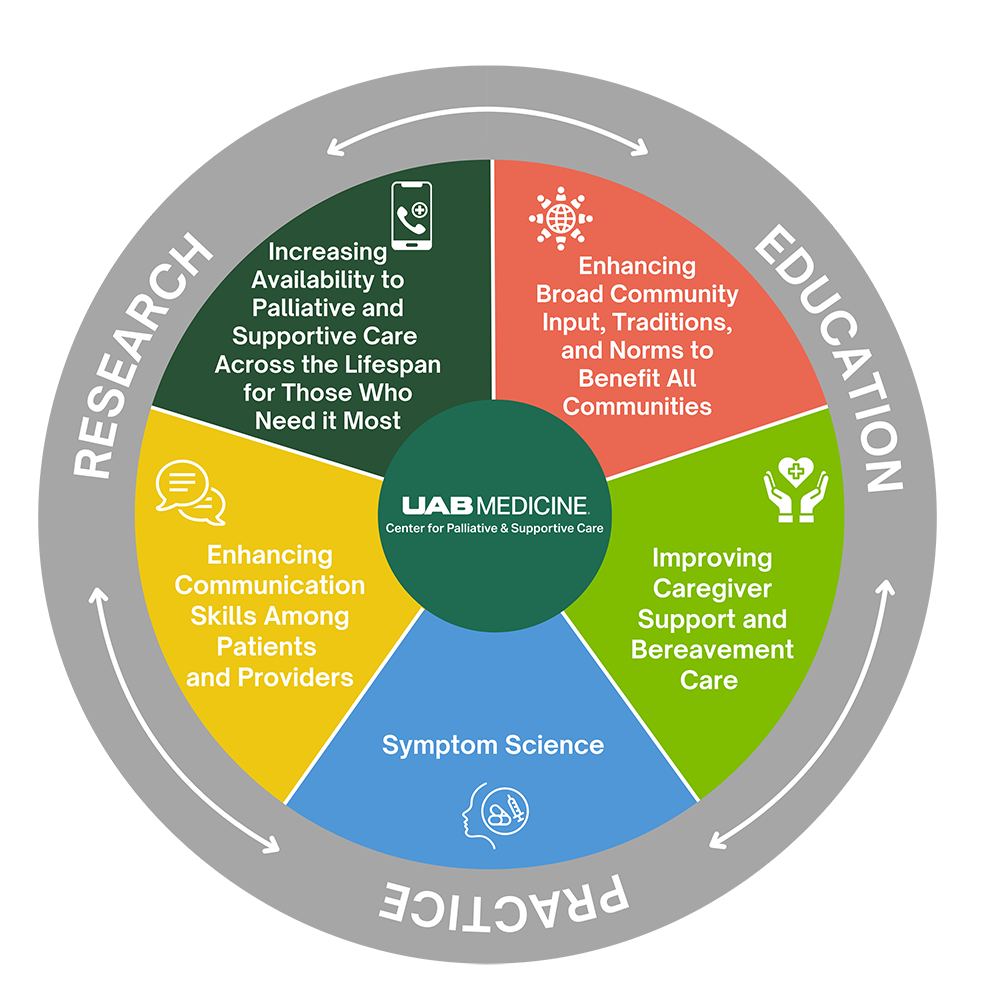 RESEARCH
EDUCATION
PRACTICE
Increasing
Availability to
Palliative and
Supportive Care
Across the Lifespan
for Those Who
Need it Most
Enhancing
Broad Community
Input, Traditions,
and Norms to
Benefit All
Communities
UAB MEDICINE.
Center for Palliative & Supportive Care
Enhancing
Communication
Skills Among
Patients
and Providers
Improving
Caregiver
Support and
Bereavement
Care
Symptom Science